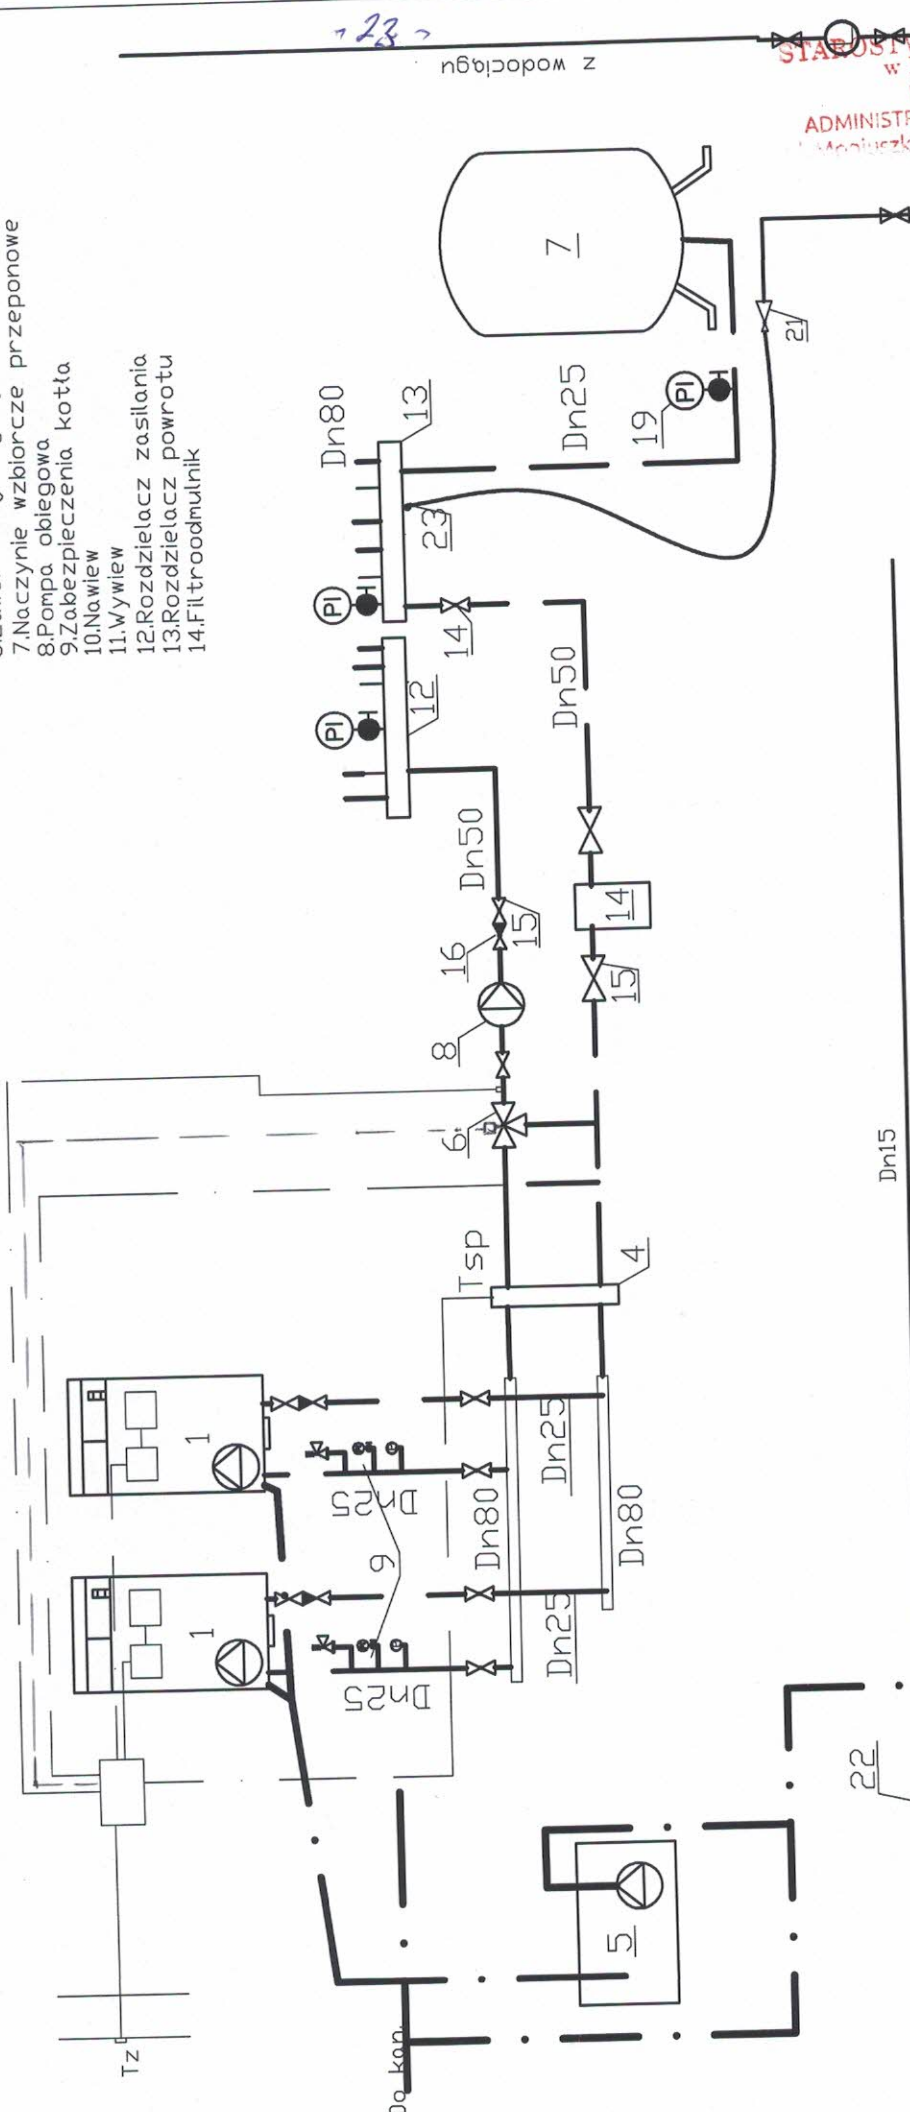 - 23 -
z wodociągu
STAROSTW
w
ADMINIST
7.Naczynie wzbiorcze przeponowe
8.Pompa obiegowa
9.Zabezpieczenia kotła
10.Nawiew
11.Wywiew
12.Rozdzielacz zasilania
13.Rozdzielacz powrotu
14.Filtroodmulnik
7
21
PI
19
Dn25
Dn80
13
23
PI
14
Dn50
PI
12
Dn50
15
16
14
15
8
6
Dn15
Tsp
4
1
Dn25
Dn25
Dn80
Dn80
9
1
Dn25
Dn25
22
5
Tz
Do kan.